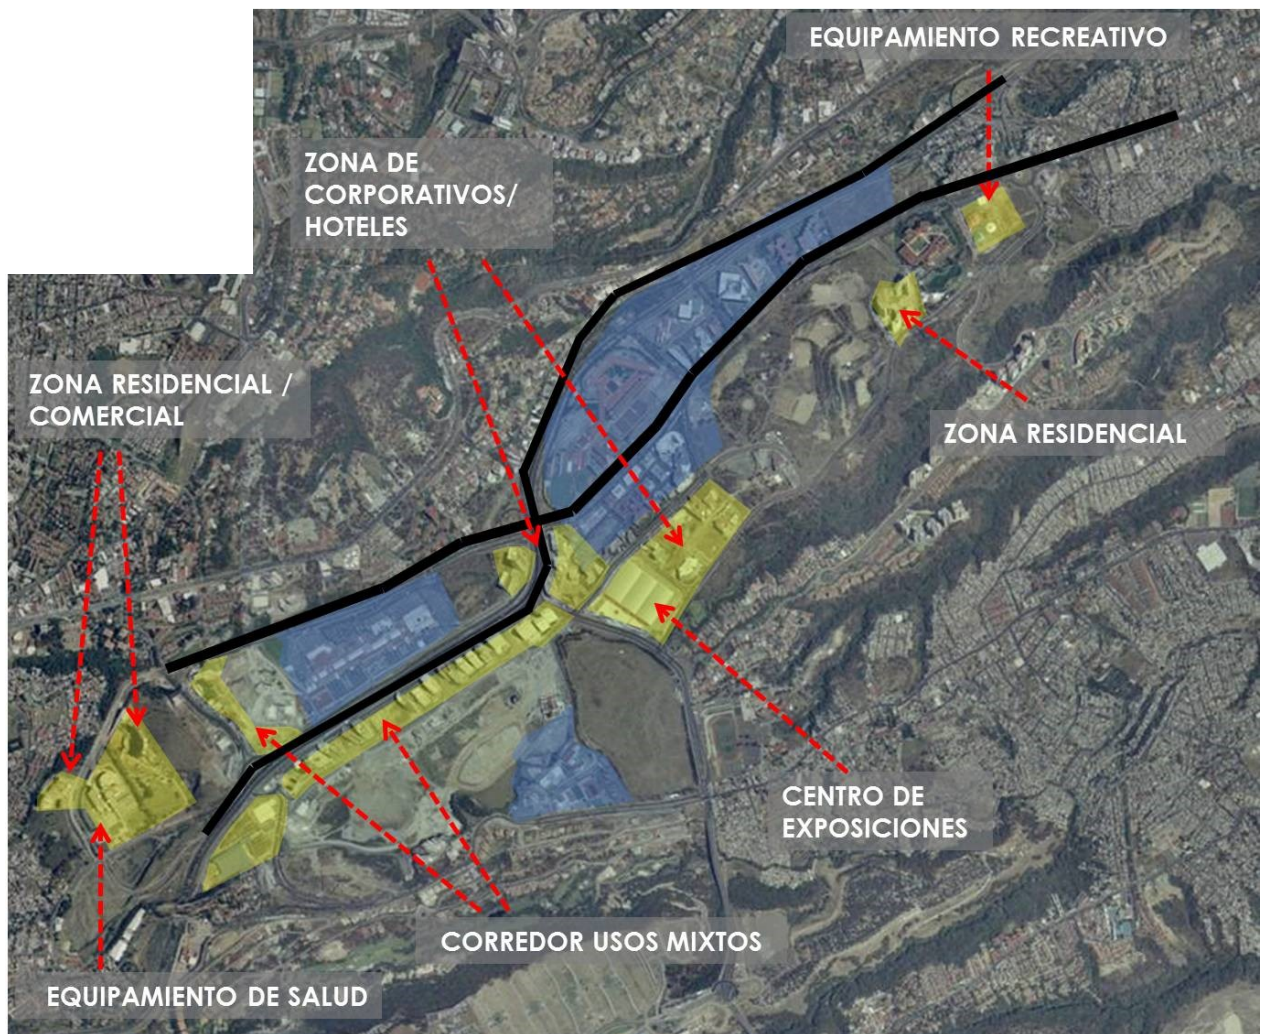 EQUIPAMIENTO RECREATIVO
ZONA DE
CORPORATIVOS/
HOTELES
ZONA RESIDENCIAL /
COMERCIAL
ZONA RESIDENCIAL
CENTRO DE
EXPOSICIONES
CORREDOR USOS MIXTOS
EQUIPAMIENTO DE SALUD